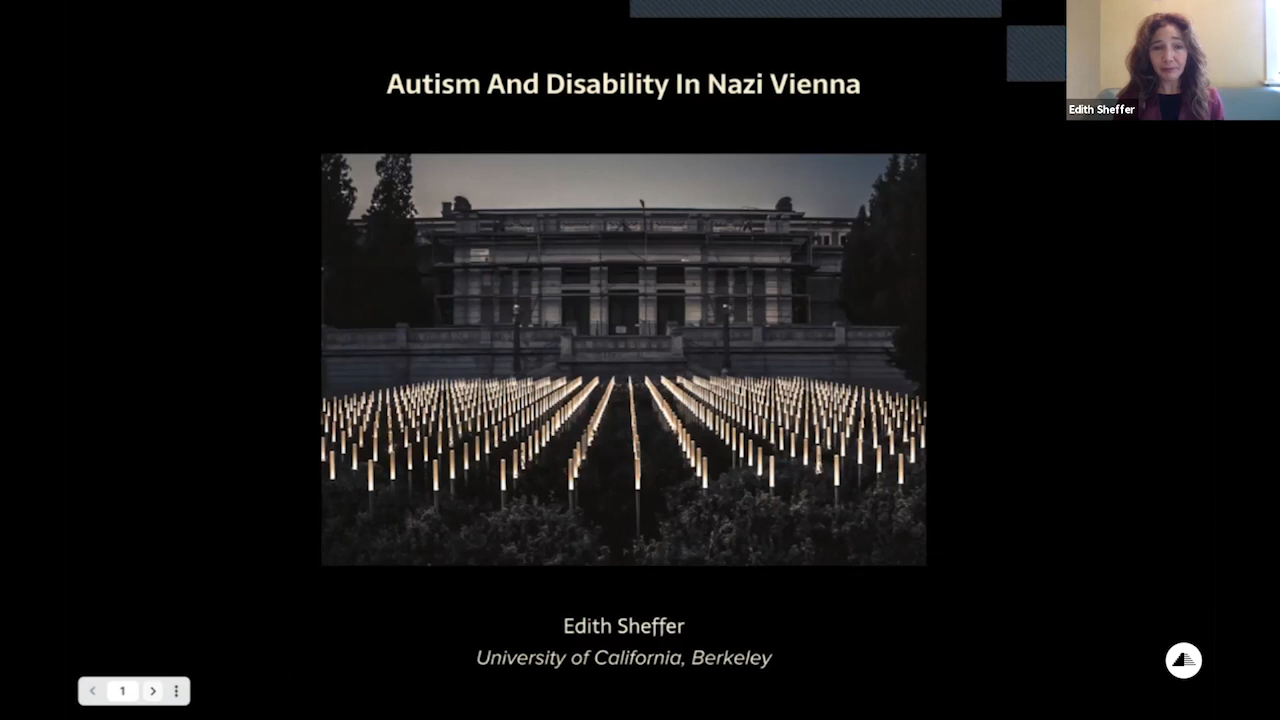 Autism And Disability In Nazi Vienna
Edith Sheffer
Edith Sheffer
University of California, Berkeley
1